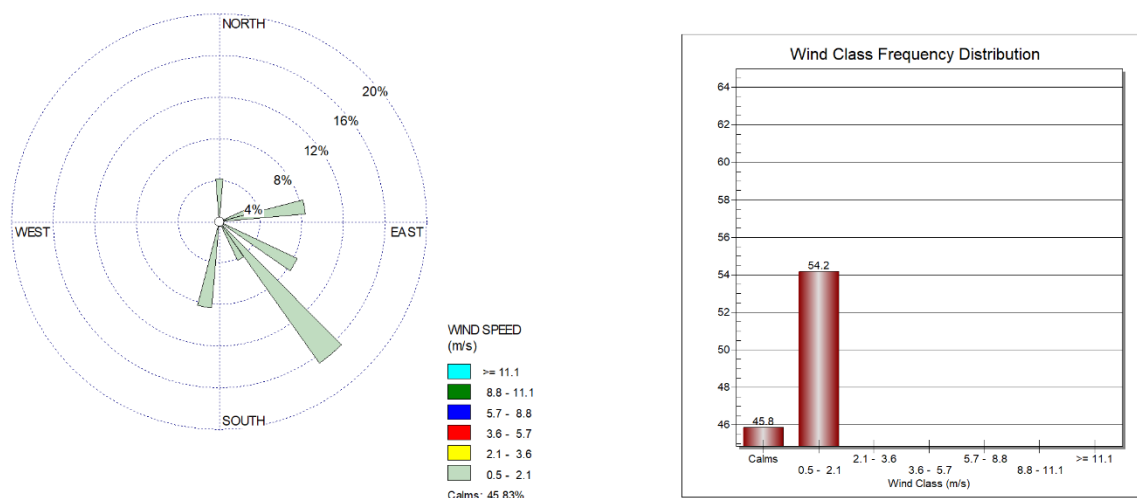 NORTH
20%
16%
12%
8%
4%
WEST
EAST
SOUTH
WIND SPEED
(m/s)
>= 11.1
8.8 - 11.1
5.7 - 8.8
3.6 - 5.7
2.1 - 3.6
0.5 - 2.1
Calms: 45.83%
Wind Class Frequency Distribution
64
62
60
58
56
54
52
50
48
46
54.2
45.8
Calms
0.5 - 2.1
2.1 - 3.6
3.6 - 5.7
5.7 - 8.8
8.8 - 11.1
>= 11.1
Wind Class (m/s)